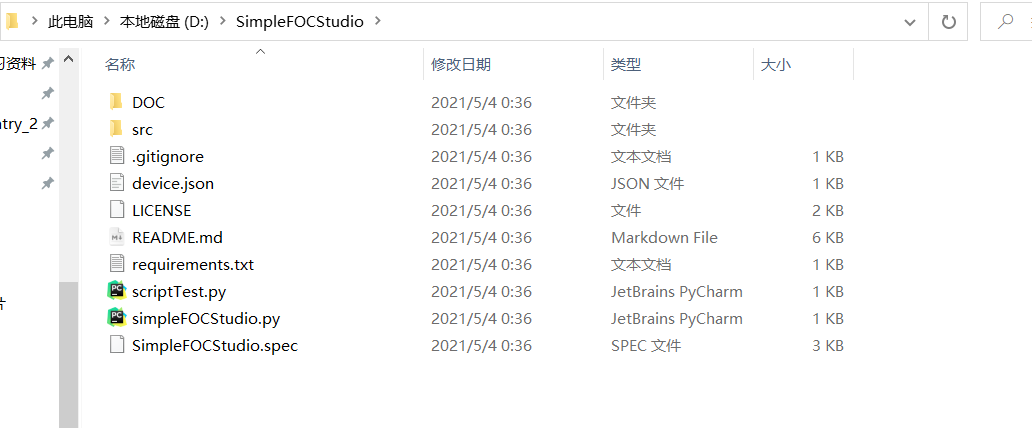 此电脑 > 本地磁盘 (D:) > SimpleFOCStudio >
习资料
名称 修改日期 类型 大小
DOC 2021/5/4 0:36 文件夹
src 2021/5/4 0:36 文件夹
.gitignore 2021/5/4 0:36 文本文档 1 KB
device.json 2021/5/4 0:36 JSON 文件 1 KB
LICENSE 2021/5/4 0:36 文件 2 KB
README.md 2021/5/4 0:36 Markdown File 6 KB
requirements.txt 2021/5/4 0:36 文本文档 1 KB
scriptTest.py 2021/5/4 0:36 JetBrains PyCharm 1 KB
simpleFOCStudio.py 2021/5/4 0:36 JetBrains PyCharm 1 KB
SimpleFOCStudio.spec 2021/5/4 0:36 SPEC 文件 3 KB
ntry_2
片